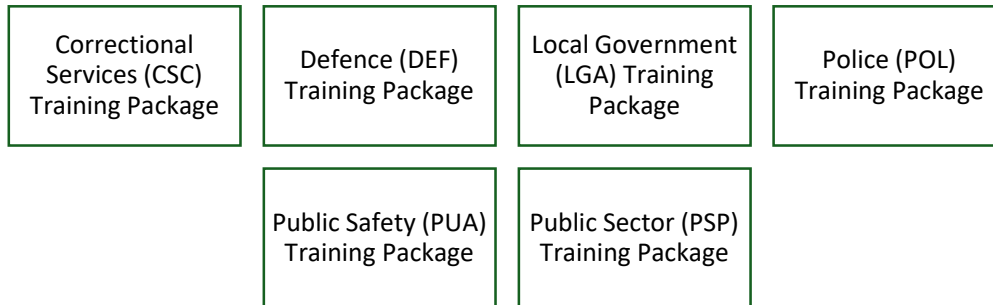 Correctional
Services (CSC)
Training Package
Defence (DEF)
Training Package
Local Government
(LGA) Training
Package
Police (POL)
Training Package
Public Safety (PUA)
Training Package
Public Sector (PSP)
Training Package